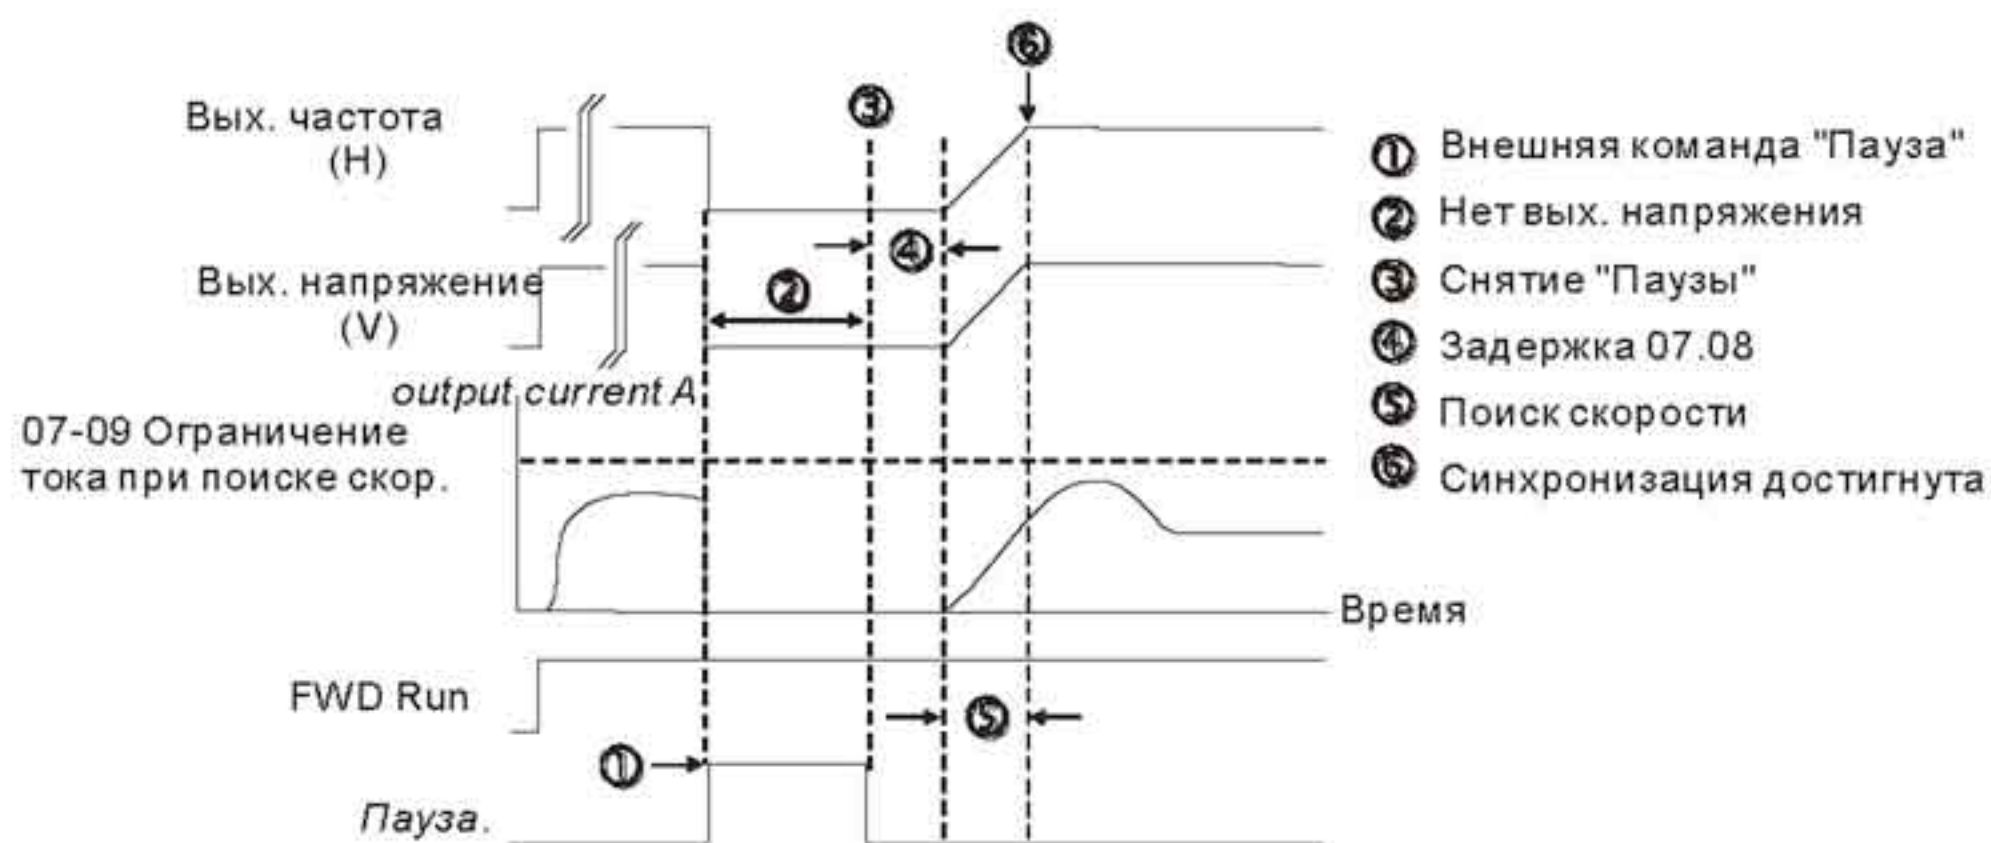 ⑥
③
Вых. частота
(H)
④
Вых. напряжение
(V)
②
output current A
07-09 Ограничение
тока при поиске скор.
Время
FWD Run
⑤
①
Пауза.
① Внешняя команда "Пауза"
② Нет вых. напряжения
③ Снятие "Паузы"
④ Задержка 07.08
⑤ Поиск скорости
⑥ Синхронизация достигнута